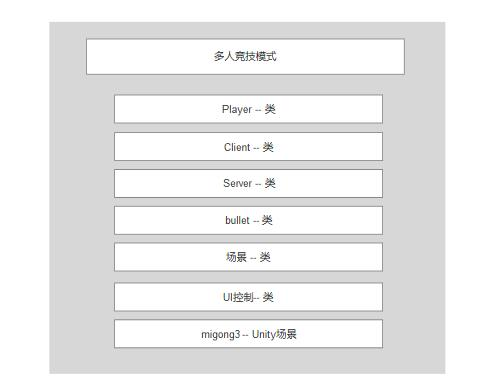 多人竞技模式
Player -- 类
Client -- 类
Server -- 类
bullet -- 类
场景 -- 类
UI控制-- 类
migong3 -- Unity场景